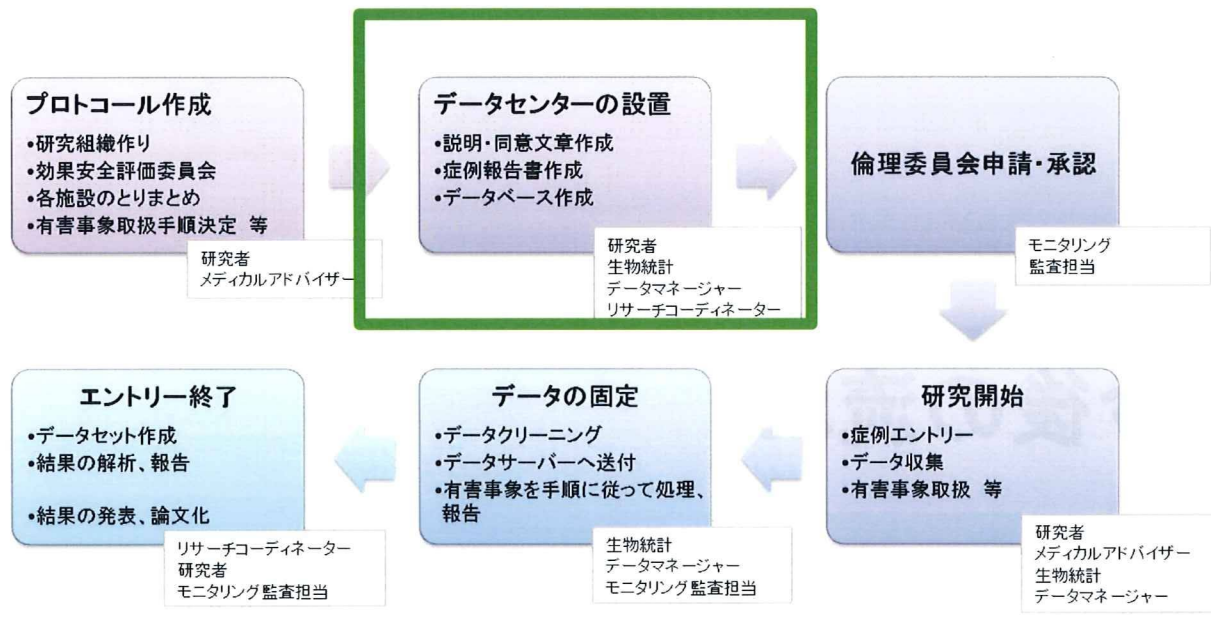 プロトコール作成
•研究組織作り
•効果安全評価委員会
•各施設のとりまとめ
•有害事象取扱手順決定 等
研究者
メディカルアドバイザー
データセンターの設置
•説明・同意文章作成
•症例報告書作成
•データベース作成
研究者
生物統計
データマネージャー
リサーチコーディネーター
倫理委員会申請・承認
モニタリング
監査担当
研究開始
•症例エントリー
•データ収集
•有害事象取扱 等
研究者
メディカルアドバイザー
生物統計
データマネージャー
データの固定
•データクリーニング
•データサーバーへ送付
•有害事象を手順に従って処理、
報告
生物統計
データマネージャー
モニタリング監査担当
エントリー終了
•データセット作成
•結果の解析、報告
•結果の発表、論文化
リサーチコーディネーター
研究者
モニタリング監査担当